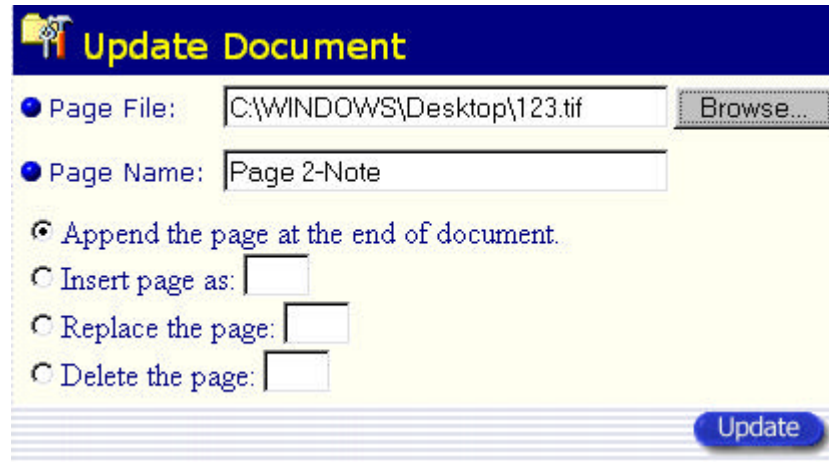 Update Document
Page File: C:\WINDOWS\Desktop\123.tif Browse...
Page Name: Page 2-Note
Append the page at the end of document.
Insert page as:
Replace the page:
Delete the page:
Update